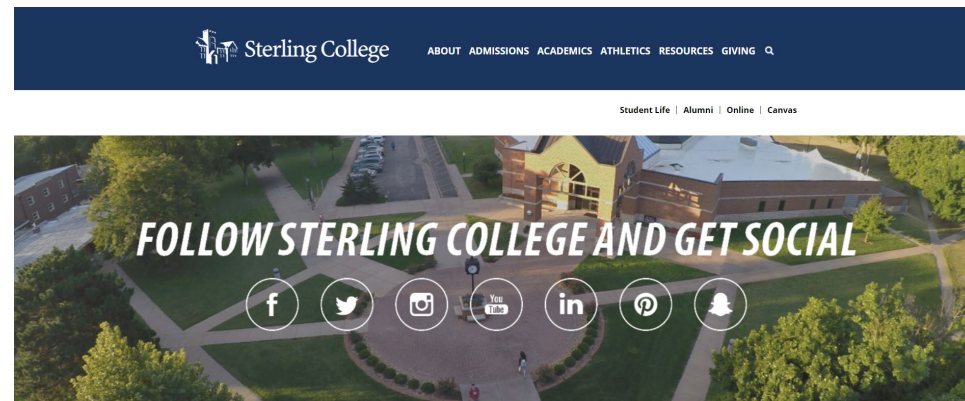 Sterling College
ABOUT ADMISSIONS ACADEMICS ATHLETICS RESOURCES GIVING
Student Life | Alumni | Online | Canvas
FOLLOW STERLING COLLEGE AND GET SOCIAL
f You Tube in